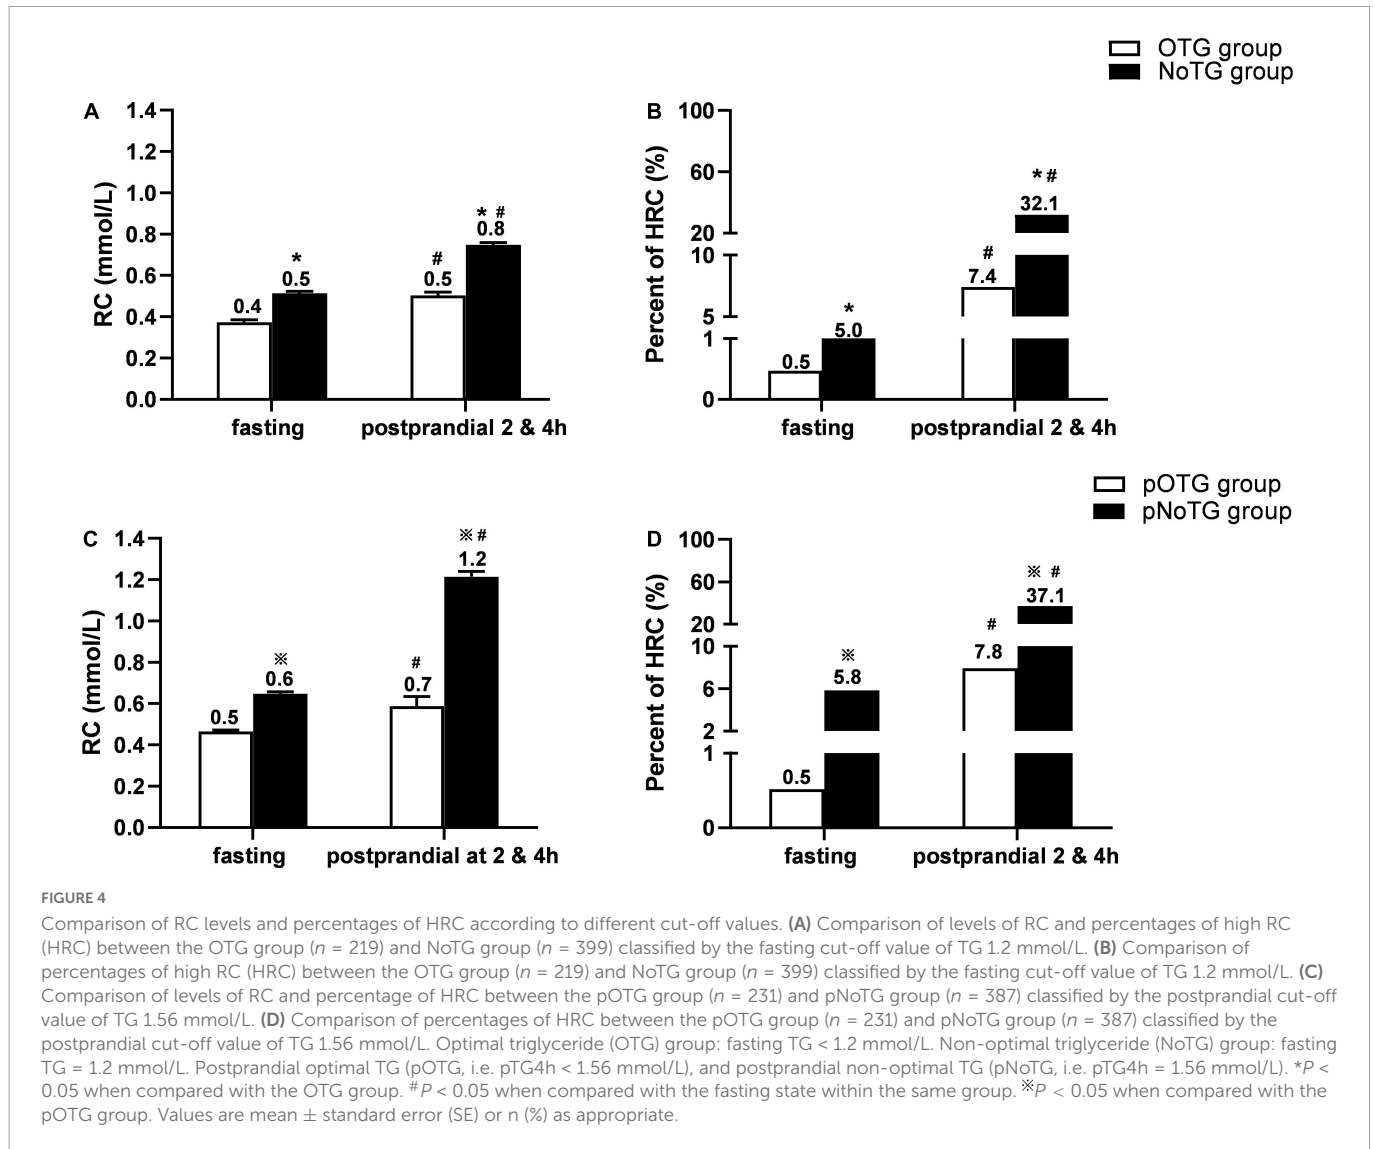 OTG group
NoTG group
A
1.4
1.2
1.0
0.8
0.6
0.4
0.2
0.0
RC (mmol/L)
0.4
*
0.5
#
0.5
* #
0.8
fasting
postprandial 2 & 4h
B
100
60
20
10
5
1
0
Percent of HRC (%)
0.5
*
5.0
#
7.4
* #
32.1
fasting
postprandial 2 & 4h
pOTG group
pNoTG group
C
1.4
1.2
1.0
0.8
0.6
0.4
0.2
0.0
RC (mmol/L)
0.5
※
0.6
#
0.7
※ #
1.2
fasting
postprandial at 2 & 4h
D
100
60
20
10
6
2
1
0
Percent of HRC (%)
0.5
※
5.8
#
7.8
※ #
37.1
fasting
postprandial 2 & 4h
FIGURE 4
Comparison of RC levels and percentages of HRC according to different cut-off values. (A) Comparison of levels of RC and percentages of high RC
(HRC) between the OTG group (n = 219) and NoTG group (n = 399) classified by the fasting cut-off value of TG 1.2 mmol/L. (B) Comparison of
percentages of high RC (HRC) between the OTG group (n = 219) and NoTG group (n = 399) classified by the fasting cut-off value of TG 1.2 mmol/L. (C)
Comparison of levels of RC and percentage of HRC between the pOTG group (n = 231) and pNoTG group (n = 387) classified by the postprandial cut-off
value of TG 1.56 mmol/L. (D) Comparison of percentages of HRC between the pOTG group (n = 231) and pNoTG group (n = 387) classified by the
postprandial cut-off value of TG 1.56 mmol/L. Optimal triglyceride (OTG) group: fasting TG < 1.2 mmol/L. Non-optimal triglyceride (NoTG) group: fasting
TG = 1.2 mmol/L. Postprandial optimal TG (pOTG, i.e. pTG4h < 1.56 mmol/L), and postprandial non-optimal TG (pNoTG, i.e. pTG4h = 1.56 mmol/L). *P <
0.05 when compared with the OTG group. #P < 0.05 when compared with the fasting state within the same group. ※P < 0.05 when compared with the
pOTG group. Values are mean ± standard error (SE) or n (%) as appropriate.